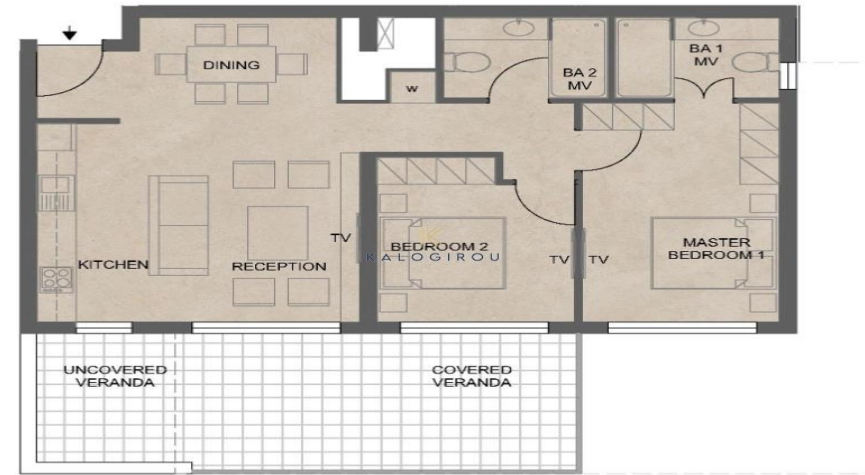 DINING
BA 2
MV
BA 1
MV
W
TV
KITCHEN
RECEPTION
BEDROOM 2
KALOGIROU
TV
TV
MASTER
BEDROOM 1
UNCOVERED
VERANDA
COVERED
VERANDA